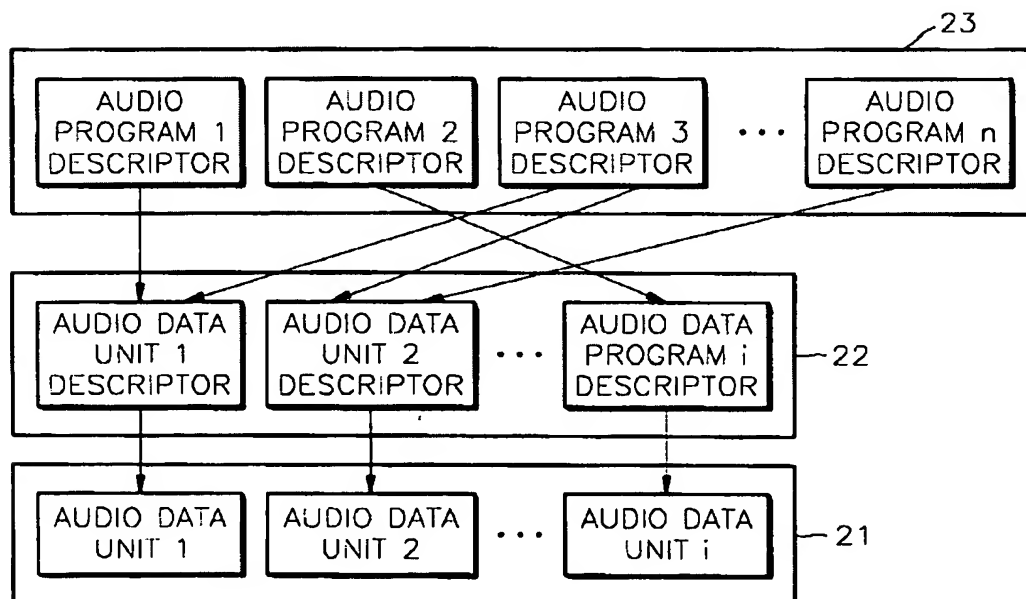 23
AUDIO
PROGRAM 1
DESCRIPTOR
AUDIO
PROGRAM 2
DESCRIPTOR
AUDIO
PROGRAM 3
DESCRIPTOR
...
AUDIO
PROGRAM n
DESCRIPTOR
AUDIO DATA
UNIT 1
DESCRIPTOR
AUDIO DATA
UNIT 2
DESCRIPTOR
...
AUDIO DATA
PROGRAM i
DESCRIPTOR
22
AUDIO DATA
UNIT 1
AUDIO DATA
UNIT 2
...
AUDIO DATA
UNIT i
21